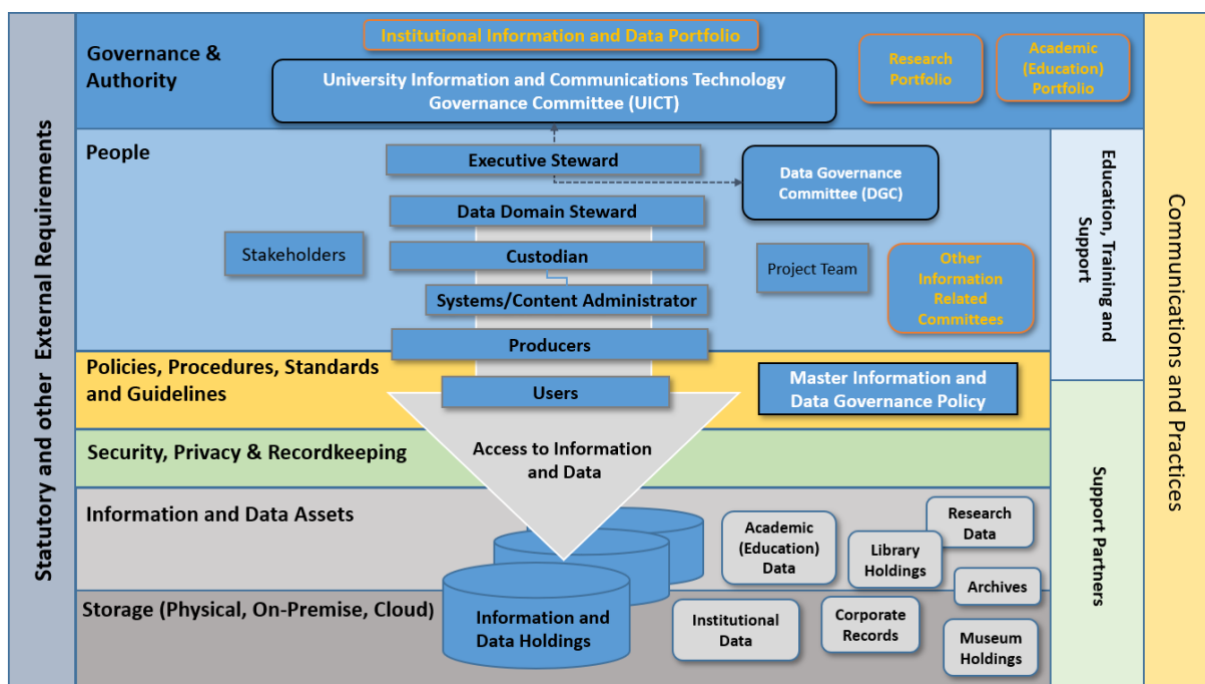 Statutory and other External Requirements
Governance &
Authority
Institutional Information and Data Portfolio
University Information and Communications Technology
Governance Committee (UICT)
Research
Portfolio
Academic
(Education)
Portfolio
People
Executive Steward
Data Governance
Committee (DGC)
Data Domain Steward
Stakeholders
Custodian
Project Team
Other
Information
Related
Committees
Systems/Content Administrator
Producers
Policies, Procedures, Standards
and Guidelines
Users
Master Information and
Data Governance Policy
Security, Privacy & Recordkeeping
Access to Information
and Data
Information and Data Assets
Academic
(Education)
Data
Library
Holdings
Research
Data
Archives
Storage (Physical, On-Premise, Cloud)
Information and
Data Holdings
Institutional
Data
Corporate
Records
Museum
Holdings
Education, Training and
Support
Support Partners
Communications and Practices